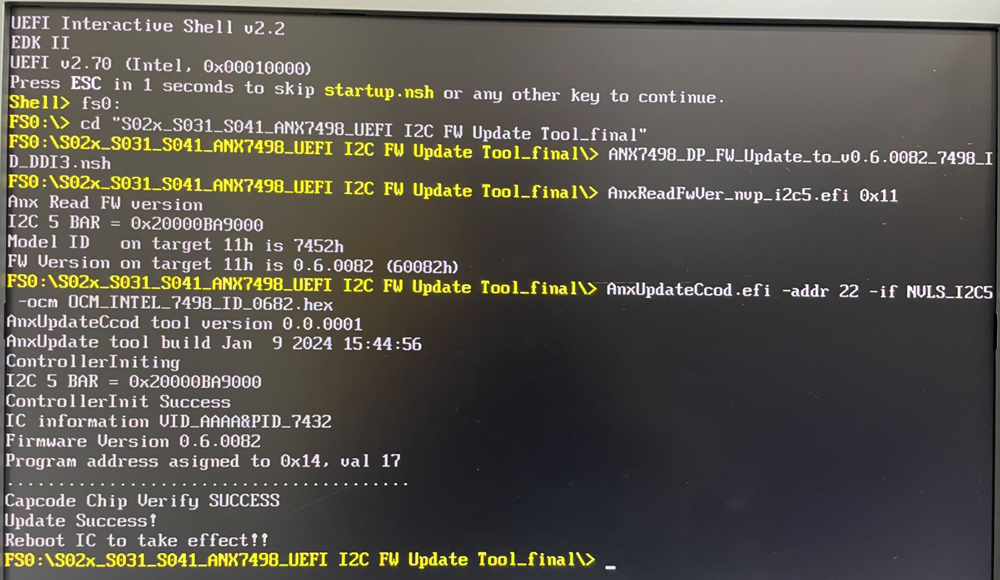 UEFI Interactive Shell v2.2
EDK II
UEFI v2.70 (Intel, 0x00010000)
Press ESC in 1 seconds to skip startup.nsh or any other key to continue.
Shell> fs0:
FS0:\> cd "S02x_S031_S041_ANX7498_UEFI I2C FW Update Tool_final"
FS0:\S02x_S031_S041_ANX7498_UEFI I2C FW Update Tool_final\> ANX7498_DP_FW_Update_to_v0.6.0082_7498_I
D_DDI3.nsh
FS0:\S02x_S031_S041_ANX7498_UEFI I2C FW Update Tool_final\> AnxReadFwVer_nvp_i2c5.efi 0x11
Anx Read FW version
I2C 5 BAR = 0x20000BA9000
Model ID   on target 11h is 7452h
FW Version on target 11h is 0.6.0082 (60082h)
FS0:\S02x_S031_S041_ANX7498_UEFI I2C FW Update Tool_final\> AnxUpdateCcod.efi -addr 22 -if NVLS_I2C5
 -ocm OCM_INTEL_7498_ID_0682.hex
AnxUpdateCcod tool version 0.0.0001
AnxUpdate tool build Jan  9 2024 15:44:56
ControllerIniting
I2C 5 BAR = 0x20000BA9000
ControllerInit Success
IC information VID_AAAA&PID_7432
Firmware Version 0.6.0082
Program address asigned to 0x14, val 17
........................................
Capcode Chip Verify SUCCESS
Update Success!
Reboot IC to take effect!!
FS0:\S02x_S031_S041_ANX7498_UEFI I2C FW Update Tool_final\> _